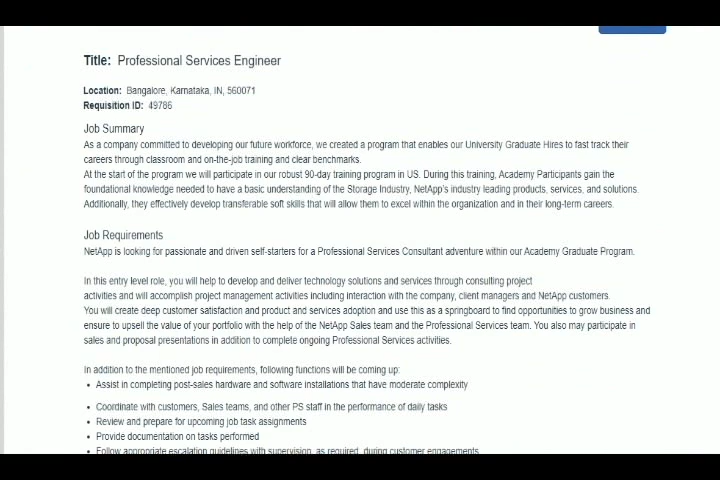 Title: Professional Services Engineer
Location: Bangalore, Karnataka, IN, 560071
Requisition ID: 49786
Job Summary
As a company committed to developing our future workforce, we created a program that enables our University Graduate Hires to fast track their
careers through classroom and on-the-job training and clear benchmarks.
At the start of the program we will participate in our robust 90-day training program in US. During this training, Academy Participants gain the
foundational knowledge needed to have a basic understanding of the Storage Industry, NetApp's industry leading products, services, and solutions.
Additionally, they effectively develop transferable soft skills that will allow them to excel within the organization and in their long-term careers.
Job Requirements
NetApp is looking for passionate and driven self-starters for a Professional Services Consultant adventure within our Academy Graduate Program.
In this entry level role, you will help to develop and deliver technology solutions and services through consulting project
activities and will accomplish project management activities including interaction with the company, client managers and NetApp customers.
You will create deep customer satisfaction and product and services adoption and use this as a springboard to find opportunities to grow business and
ensure to upsell the value of your portfolio with the help of the NetApp Sales team and the Professional Services team. You also may participate in
sales and proposal presentations in addition to complete ongoing Professional Services activities.
In addition to the mentioned job requirements, following functions will be coming up:
• Assist in completing post-sales hardware and software installations that have moderate complexity
• Coordinate with customers, Sales teams, and other PS staff in the performance of daily tasks
• Review and prepare for upcoming job task assignments
• Provide documentation on tasks performed
• Follow appropriate escalation guidelines with supervision, as required, during customer engagements